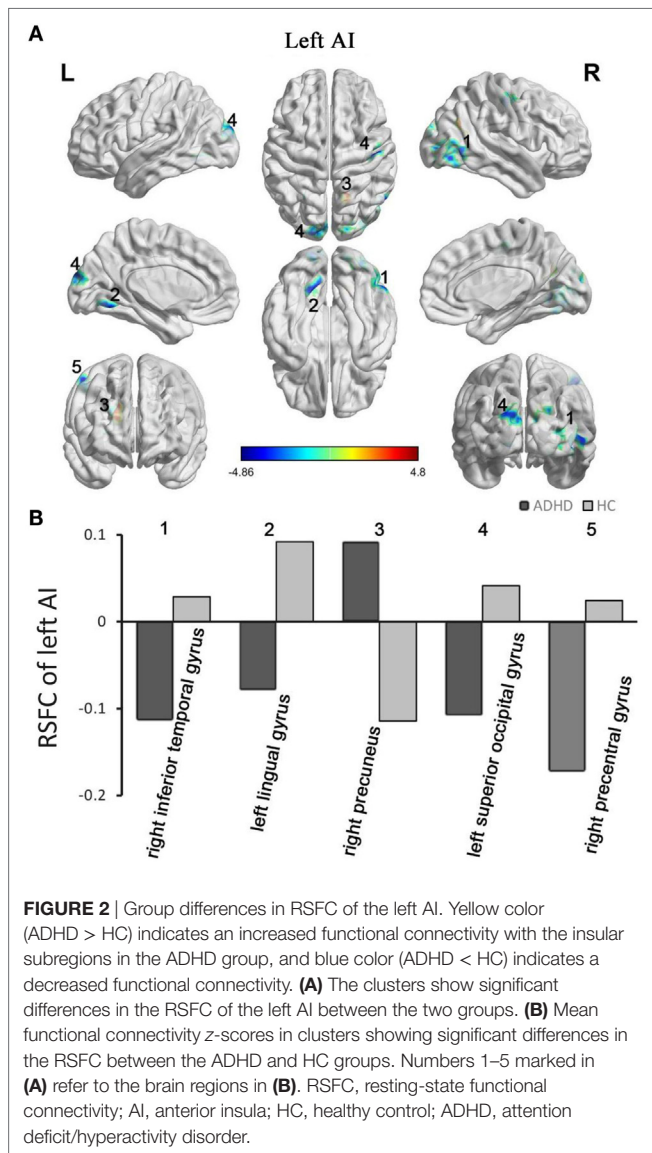 A
Left AI
L
R
4
4
1
3
4
4
2
2
1
5
3
4
1
-4.86
4.8
ADHD
HC
B
1
2
3
4
5
0.1
0
-0.1
-0.2
RSFC of left AI
right inferior temporal gyrus
left lingual gyrus
right precuneus
left superior occipital gyrus
right precentral gyrus
FIGURE 2 | Group differences in RSFC of the left AI. Yellow color
(ADHD > HC) indicates an increased functional connectivity with the insular
subregions in the ADHD group, and blue color (ADHD < HC) indicates a
decreased functional connectivity. (A) The clusters show significant
differences in the RSFC of the left AI between the two groups. (B) Mean
functional connectivity z-scores in clusters showing significant differences in
the RSFC between the ADHD and HC groups. Numbers 1–5 marked in
(A) refer to the brain regions in (B). RSFC, resting-state functional
connectivity; AI, anterior insula; HC, healthy control; ADHD, attention
deficit/hyperactivity disorder.